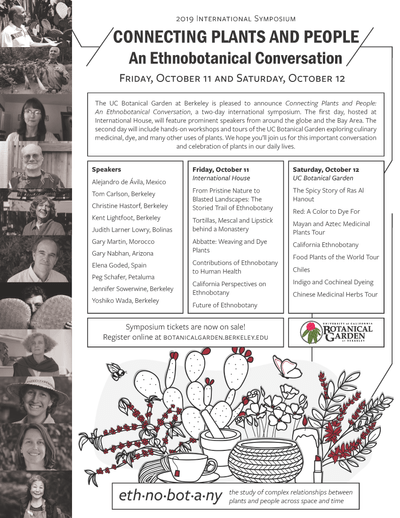 2019 International Symposium
CONNECTING PLANTS AND PEOPLE
An Ethnobotanical Conversation
Friday, October 11 and Saturday, October 12
The UC Botanical Garden at Berkeley is pleased to announce Connecting Plants and People:
An Ethnobotanical Conversation, a two-day international symposium. The first day, hosted at
International House, will feature prominent speakers from around the globe and the Bay Area. The
second day will include hands-on workshops and tours of the UC Botanical Garden exploring culinary
medicinal, dye, and many other uses of plants. We hope you'll join us for this important conversation
and celebration of plants in our daily lives.
Speakers
Alejandro de Ávila, Mexico
Tom Carlson, Berkeley
Christine Hastorf, Berkeley
Kent Lightfoot, Berkeley
Judith Larner Lowry, Bolinas
Gary Martin, Morocco
Gary Nabhan, Arizona
Elena Goded, Spain
Peg Schafer, Petaluma
Jennifer Sowerwine, Berkeley
Yoshiko Wada, Berkeley
Friday, October 11
International House
From Pristine Nature to
Blasted Landscapes: The
Storied Trail of Ethnobotany
Tortillas, Mescal and Lipstick
behind a Monastery
Abbatte: Weaving and Dye
Plants
Contributions of Ethnobotany
to Human Health
California Perspectives on
Ethnobotany
Future of Ethnobotany
Saturday, October 12
UC Botanical Garden
The Spicy Story of Ras Al
Hanout
Red: A Color to Dye For
Mayan and Aztec Medicinal
Plants Tour
California Ethnobotany
Food Plants of the World Tour
Chiles
Indigo and Cochineal Dyeing
Chinese Medicinal Herbs Tour
Symposium tickets are now on sale!
Register online at botanicalgarden.berkeley.edu
UNIVERSITY OF CALIFORNIA
BOTANICAL
GARDEN
AT BERKELEY
eth·no·bot·a·ny
the study of complex relationships between
plants and people across space and time